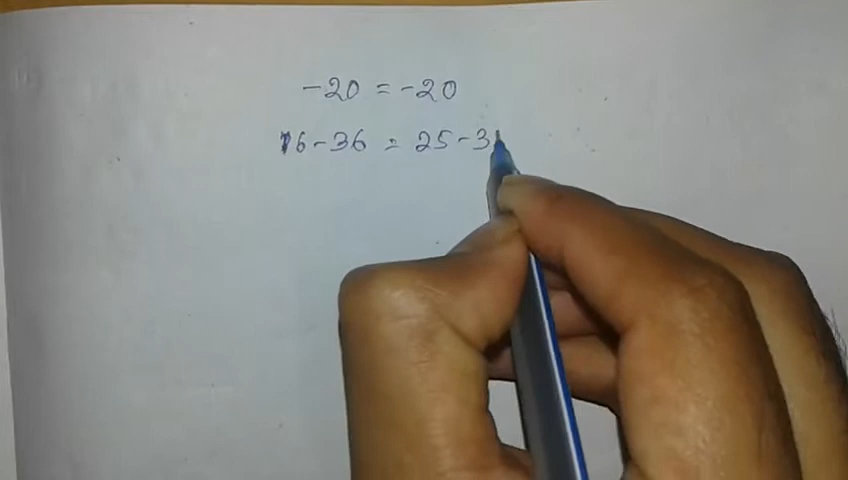 -20 = -20
16-36 = 25-3